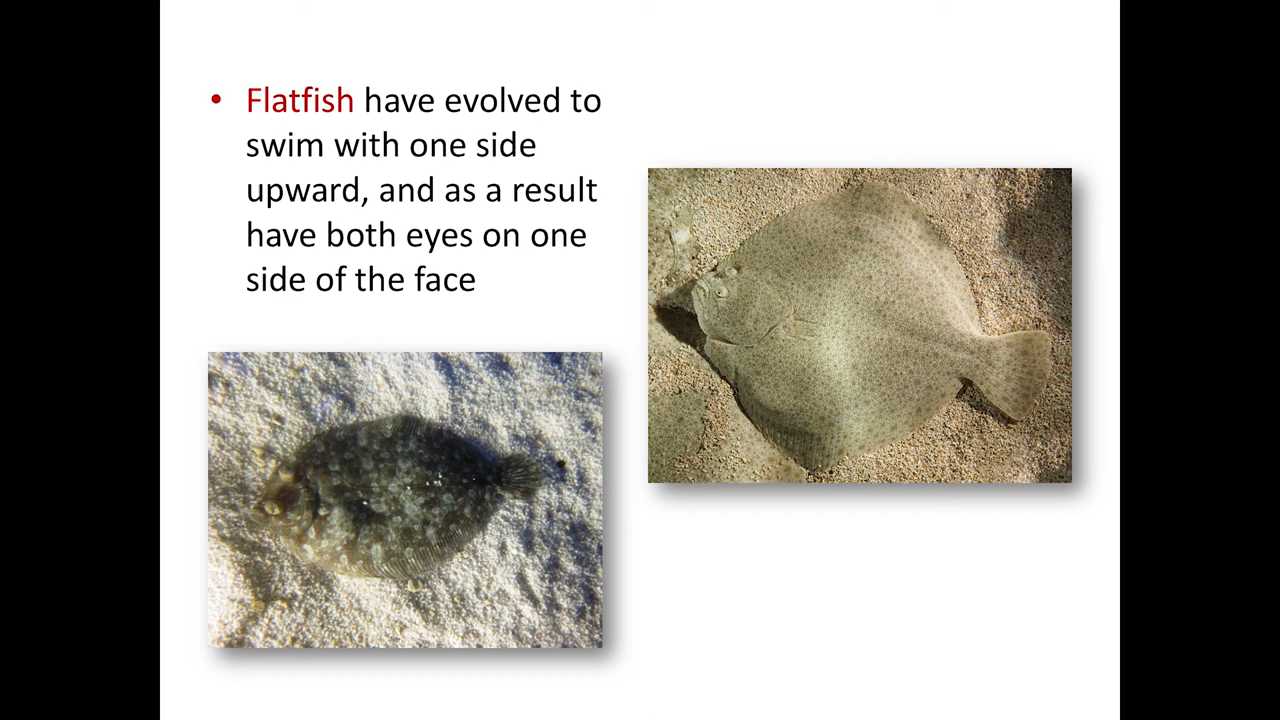 • Flatfish have evolved to
swim with one side
upward, and as a result
have both eyes on one
side of the face